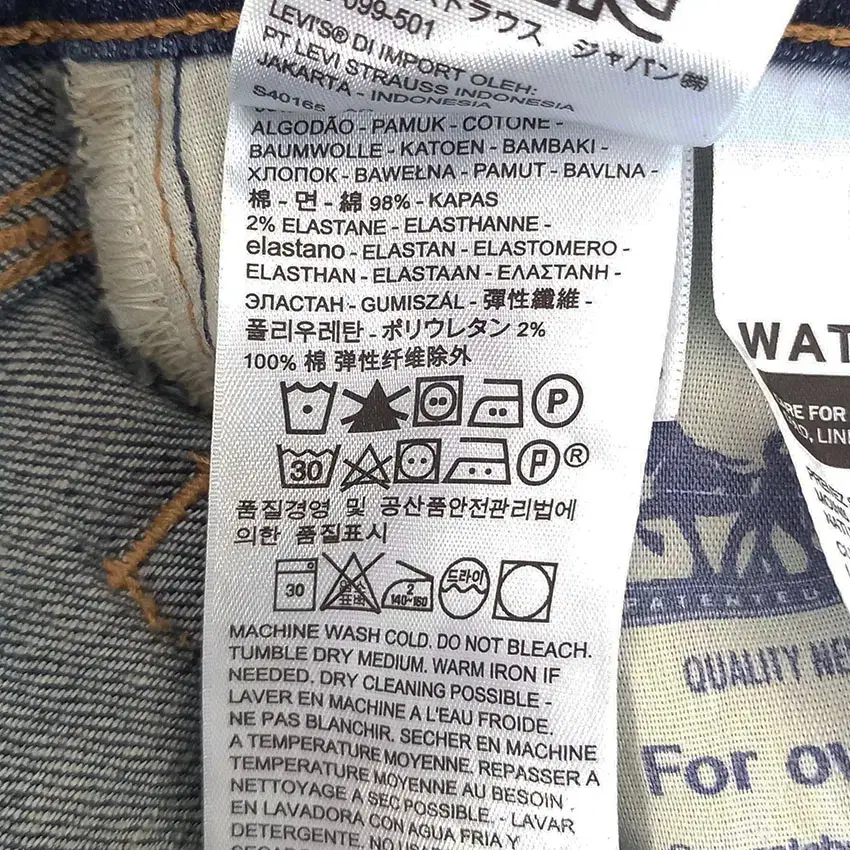 099-501
LEVI'S® DI IMPORT OLEH:
PT LEVI STRAUSS INDONESIA
JAKARTA - INDONESIA
S40165
トラウス ジャパン㈱
ALGODÃO - PAMUK - COTONE -
BAUMWOLLE - KATOEN - BAMBAKI -
ХЛОПОК - BAWEŁNA - PAMUT - BAVLNA -
棉 - 면 - 綿 98% - KAPAS
2% ELASTANE - ELASTHANNE -
elastano - ELASTAN - ELASTOMERO -
ELASTHAN - ELASTAAN - ΕΛΑΣΤΑΝΗ -
ЭЛАСТАН - GUMISZÁL - 彈性纖維 -
폴리우레탄 - ポリウレタン 2%
100% 棉 弹性纤维除外
P
30 P ®
품질경영 및 공산품안전관리법에
의한 품질표시
30 2 140~160 드라이
MACHINE WASH COLD. DO NOT BLEACH.
TUMBLE DRY MEDIUM. WARM IRON IF
NEEDED. DRY CLEANING POSSIBLE -
LAVER EN MACHINE A L'EAU FROIDE.
NE PAS BLANCHIR. SECHER EN MACHINE
A TEMPERATURE MOYENNE. REPASSER A
TEMPERATURE MOYENNE AU BESOIN.
NETTOYAGE A SEC POSSIBLE. - LAVAR
EN LAVADORA CON AGUA FRIA Y
DETERGENTE.
WAT
RE FOR
LIN
PATENTED
QUALITY
For ov